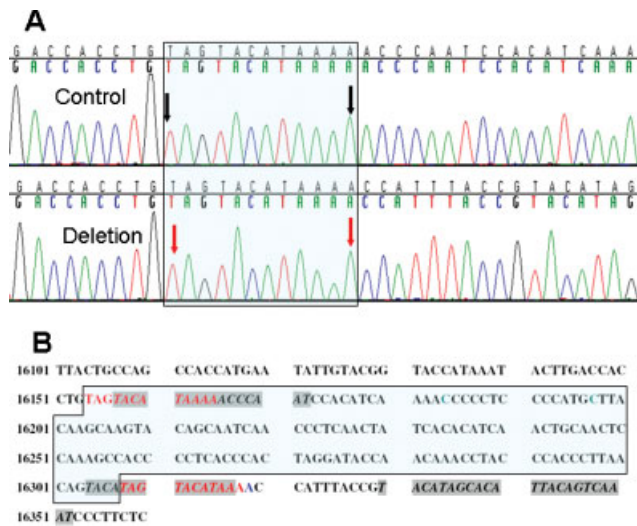 A
G A C C A C C T G T A G T A C A T A A A A A C C C A A T C C A C A T C A A A
G A C C A C C T G T A G T A C A T A A A A A C C C A A T C C A C A T C A A A
Control
G A C C A C C T G T A G T A C A T A A A A C C A T T T A C C G T A C A T A G
G A C C A C C T G T A G T A C A T A A A A C C A T T T A C C G T A C A T A G
Deletion
B
16101 TTACTGCCAG CCACCATGAA TATTGTACGG TACCATAAAT ACTTGACCAC
16151 CTGTAGTACA TAAAAACCCA ATCCACATCA AAACCCCCTC CCCATGCTTA
16201 CAAGCAAGTA CAGCAATCAA CCCTCAACTA TCACACATCA ACTGCAACTC
16251 CAAAGCCACC CCTCACCCAC TAGGATACCA ACAAACCTAC CCACCCTTAA
16301 CAGTACATAG TACATAAAAC CATTTACCGT ACATAGCACA TTACAGTCAA
16351 ATCCCTTCTC